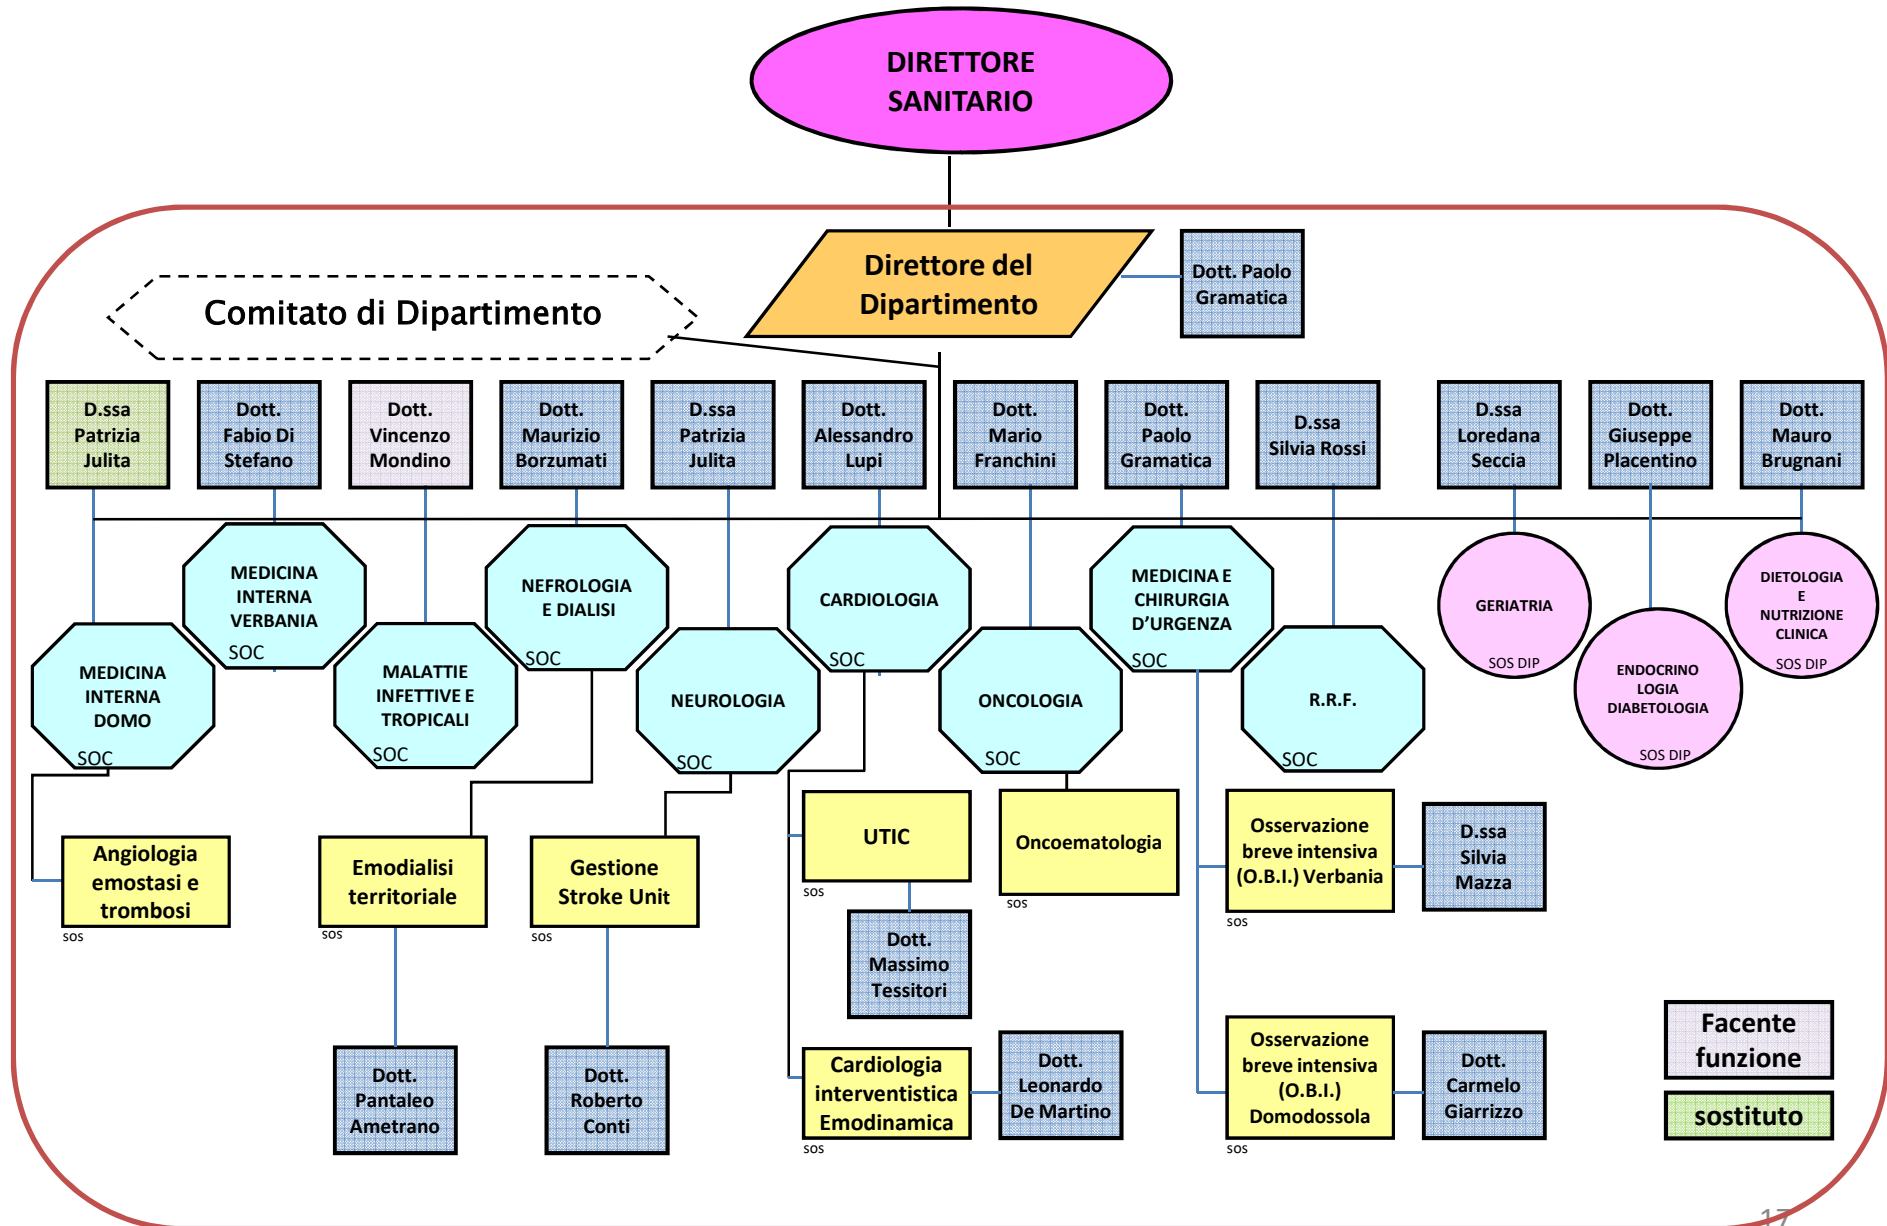 DIRETTORE
SANITARIO
Direttore del
Dipartimento
Dott. Paolo
Gramatica
Comitato di Dipartimento
D.ssa
Patrizia
Julita
Dott.
Fabio Di
Stefano
Dott.
Vincenzo
Mondino
Dott.
Maurizio
Borzumati
D.ssa
Patrizia
Julita
Dott.
Alessandro
Lupi
Dott.
Mario
Franchini
Dott.
Paolo
Gramatica
D.ssa
Silvia Rossi
D.ssa
Loredana
Seccia
Dott.
Giuseppe
Placentino
Dott.
Mauro
Brugnani
MEDICINA
INTERNA
DOMO
SOC
MEDICINA
INTERNA
VERBANIA
SOC
MALATTIE
INFETTIVE E
TROPICALI
SOC
NEFROLOGIA
E DIALISI
SOC
NEUROLOGIA
SOC
CARDIOLOGIA
SOC
ONCOLOGIA
SOC
MEDICINA E
CHIRURGIA
D’URGENZA
SOC
R.R.F.
SOC
GERIATRIA
SOS DIP
ENDOCRINO
LOGIA
DIABETOLOGIA
SOS DIP
DIETOLOGIA
E
NUTRIZIONE
CLINICA
SOS DIP
Angiologia
emostasi e
trombosi
sos
Emodialisi
territoriale
sos
Gestione
Stroke Unit
sos
UTIC
sos
Oncoematologia
sos
Osservazione
breve intensiva
(O.B.I.) Verbania
sos
D.ssa
Silvia
Mazza
Dott.
Massimo
Tessitori
Dott.
Pantaleo
Ametrano
Dott.
Roberto
Conti
Cardiologia
interventistica
Emodinamica
sos
Dott.
Leonardo
De Martino
Osservazione
breve intensiva
(O.B.I.)
Domodossola
sos
Dott.
Carmelo
Giarrizzo
Facente
funzione
sostituto
17